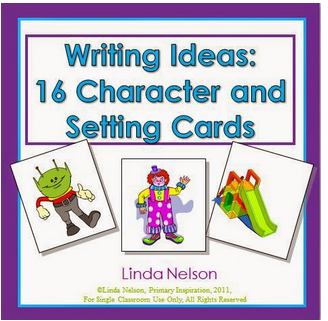 Writing Ideas:
16 Character and
Setting Cards
Linda Nelson
©Linda Nelson, Primary Inspiration, 2011,
For Single Classroom Use Only, All Rights Reserved